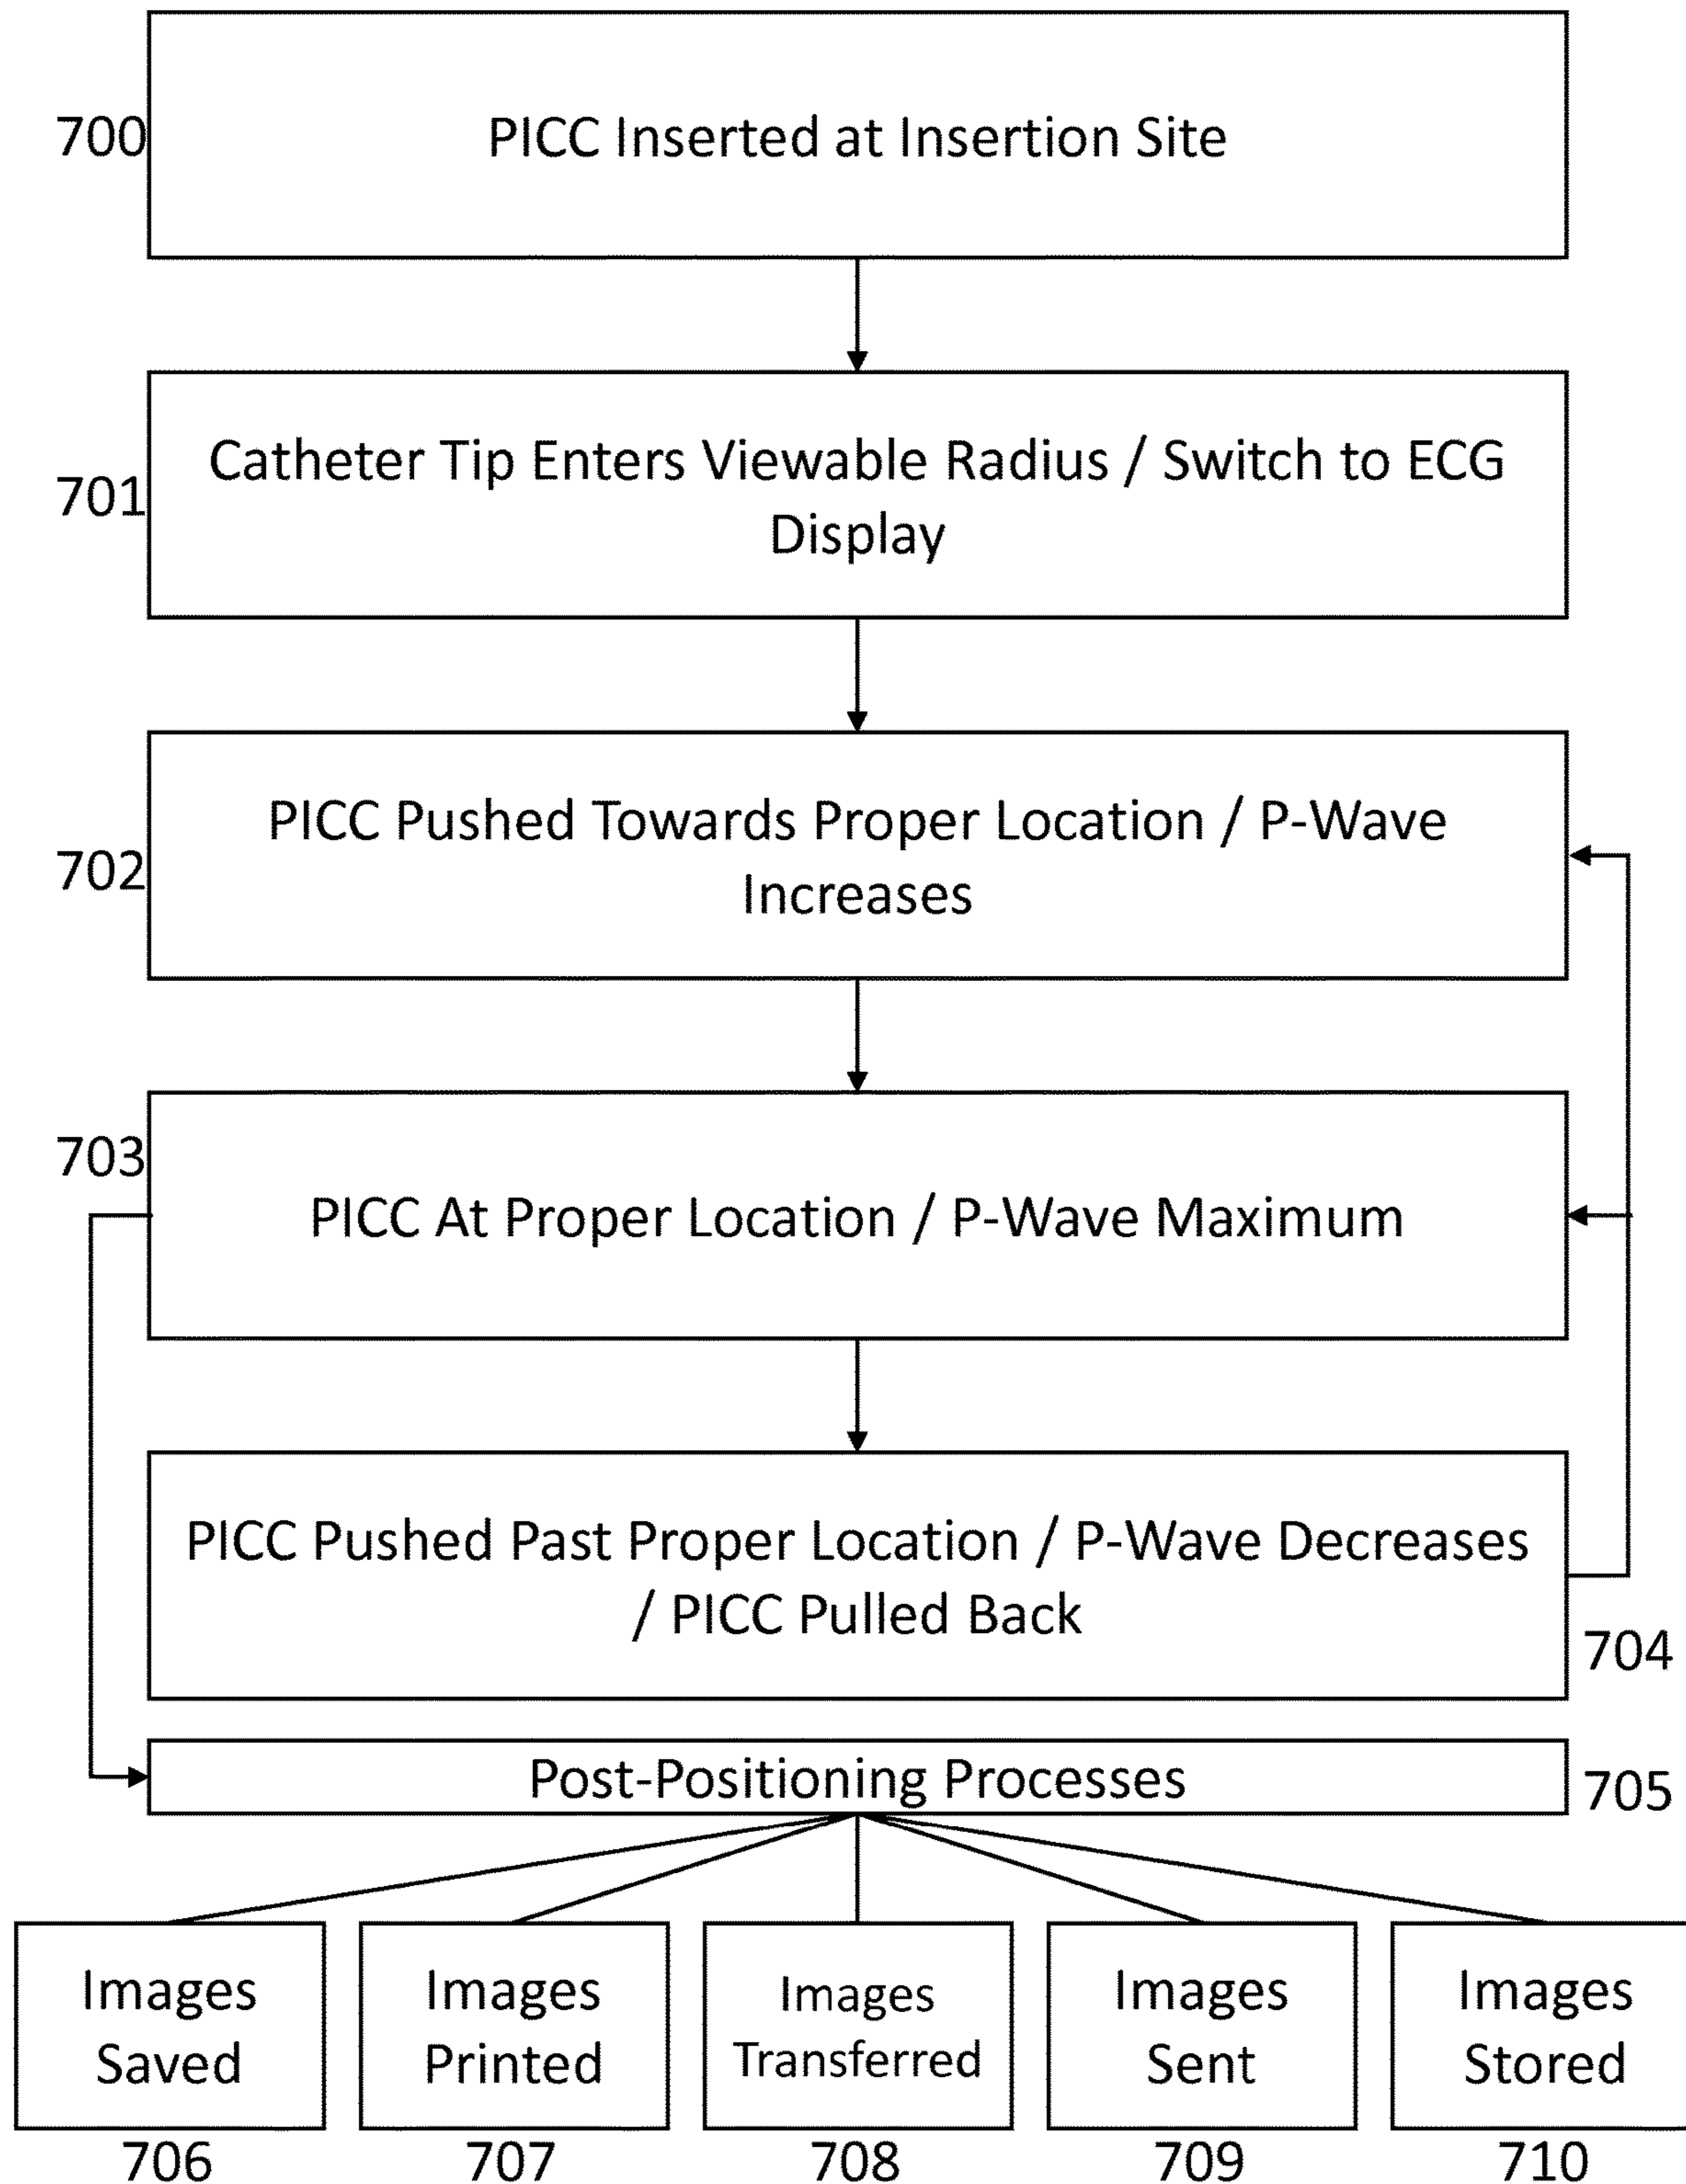 700
PICC Inserted at Insertion Site
701
Catheter Tip Enters Viewable Radius / Switch to ECG
Display
702
PICC Pushed Towards Proper Location / P-Wave
Increases
703
PICC At Proper Location / P-Wave Maximum
PICC Pushed Past Proper Location / P-Wave Decreases
/ PICC Pulled Back
704
Post-Positioning Processes
705
Images
Saved
Images
Printed
Images
Transferred
Images
Sent
Images
Stored
706
707
708
709
710